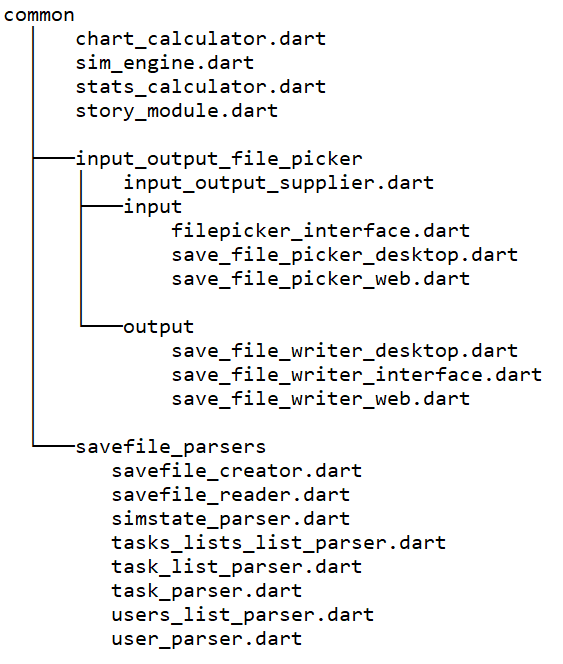 common
chart_calculator.dart
sim_engine.dart
stats_calculator.dart
story_module.dart
input_output_file_picker
input_output_supplier.dart
input
filepicker_interface.dart
save_file_picker_desktop.dart
save_file_picker_web.dart
output
save_file_writer_desktop.dart
save_file_writer_interface.dart
save_file_writer_web.dart
savefile_parsers
savefile_creator.dart
savefile_reader.dart
simstate_parser.dart
tasks_lists_list_parser.dart
task_list_parser.dart
task_parser.dart
users_list_parser.dart
user_parser.dart